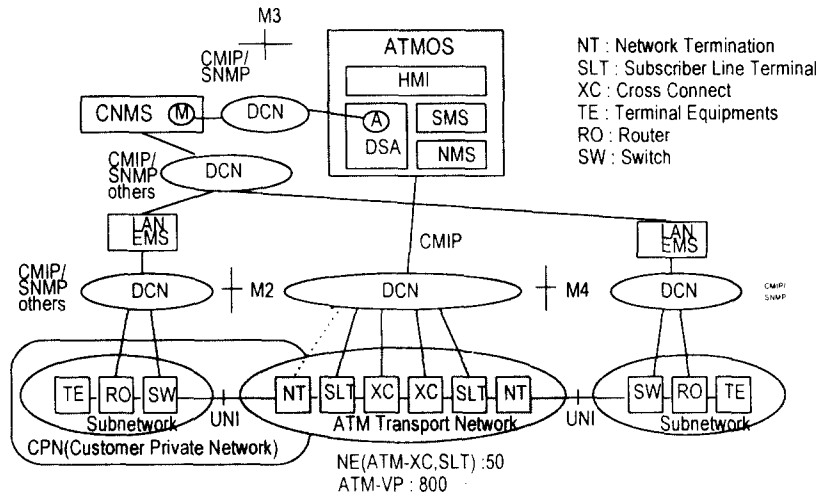 M3
CMIP/
SNMP
ATMOS
HMI
CNMS
M
DCN
A
DSA
SMS
NMS
NT : Network Termination
SLT : Subscriber Line Terminal
XC : Cross Connect
TE : Terminal Equipments
RO : Router
SW : Switch
CMIP/
SNMP
others
DCN
LAN
EMS
CMIP
LAN
EMS
CMIP/
SNMP
others
DCN
M2
DCN
M4
DCN
CMIP/
SNMP
TE
RO
SW
UNI
NT
SLT
XC
XC
SLT
NT
UNI
SW
RO
TE
Subnetwork
ATM Transport Network
Subnetwork
CPN(Customer Private Network)
NE(ATM-XC,SLT) :50
ATM-VP : 800